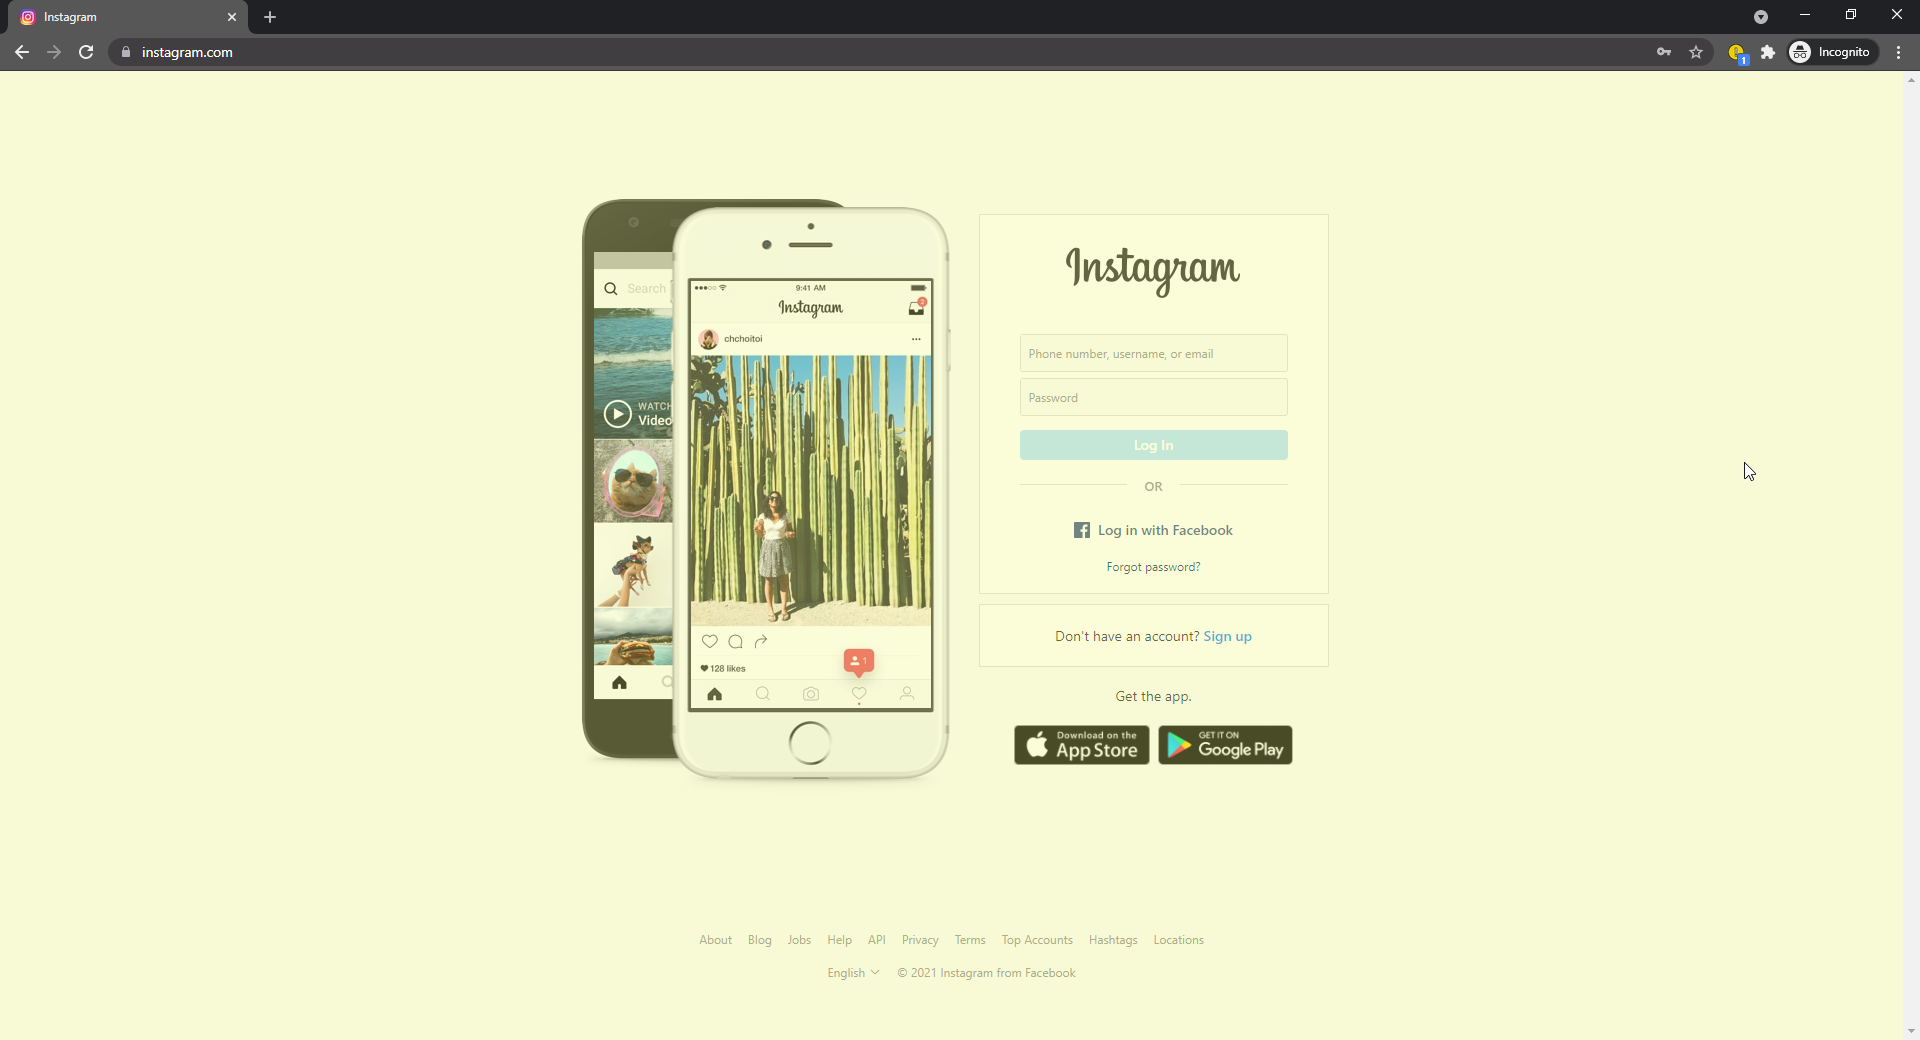 Instagram
instagram.com
1
Incognito
Search
WATCH
Video
9:41 AM
Instagram
2
chchoitoi
128 likes
1
Instagram
Phone number, username, or email
Password
Log In
OR
Log in with Facebook
Forgot password?
Don't have an account? Sign up
Get the app.
Download on the
App Store
GET IT ON
Google Play
About Blog Jobs Help API Privacy Terms Top Accounts Hashtags Locations
English © 2021 Instagram from Facebook